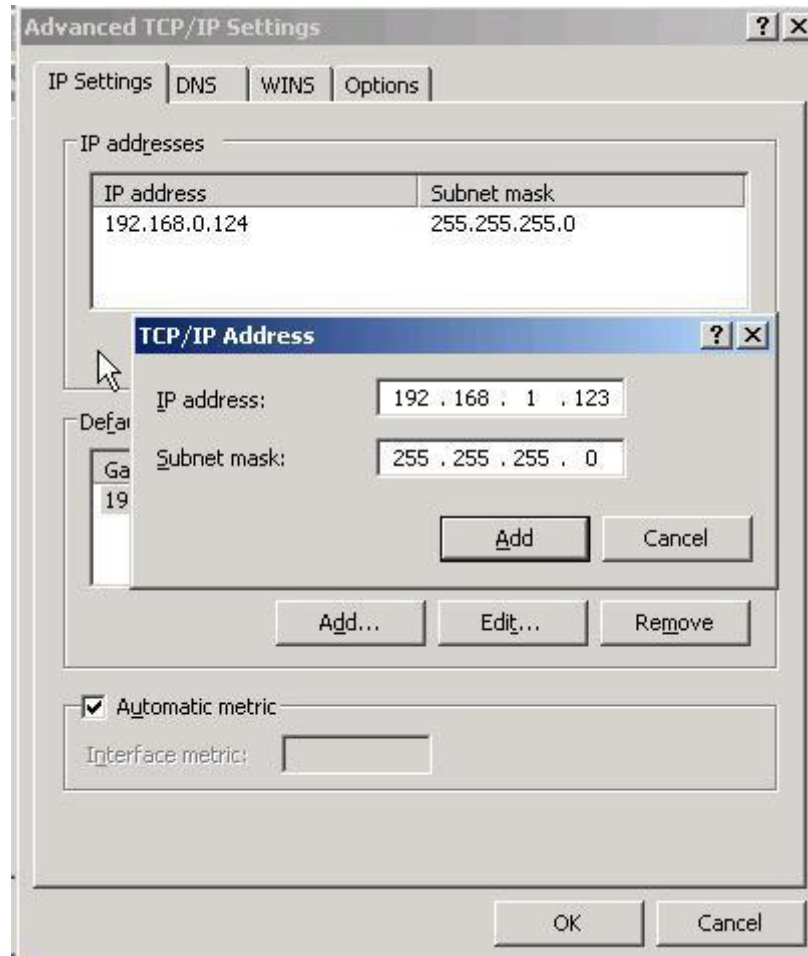 Advanced TCP/IP Settings
IP Settings DNS WINS Options
IP addresses
IP address Subnet mask
192.168.0.124 255.255.255.0
TCP/IP Address
IP address: 192 . 168 . 1 . 123
Subnet mask: 255 . 255 . 255 . 0
Add Cancel
Add... Edit... Remove
Automatic metric
Interface metric:
OK Cancel